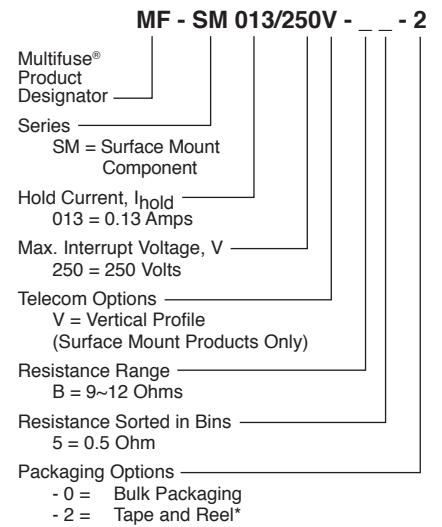 MF - SM 013/250V - _ _ - 2
Multifuse®
Product
Designator
Series
SM = Surface Mount
Component
Hold Current, Ihold
013 = 0.13 Amps
Max. Interrupt Voltage, V
250 = 250 Volts
Telecom Options
V = Vertical Profile
(Surface Mount Products Only)
Resistance Range
B = 9~12 Ohms
Resistance Sorted in Bins
5 = 0.5 Ohm
Packaging Options
- 0 = Bulk Packaging
- 2 = Tape and Reel*